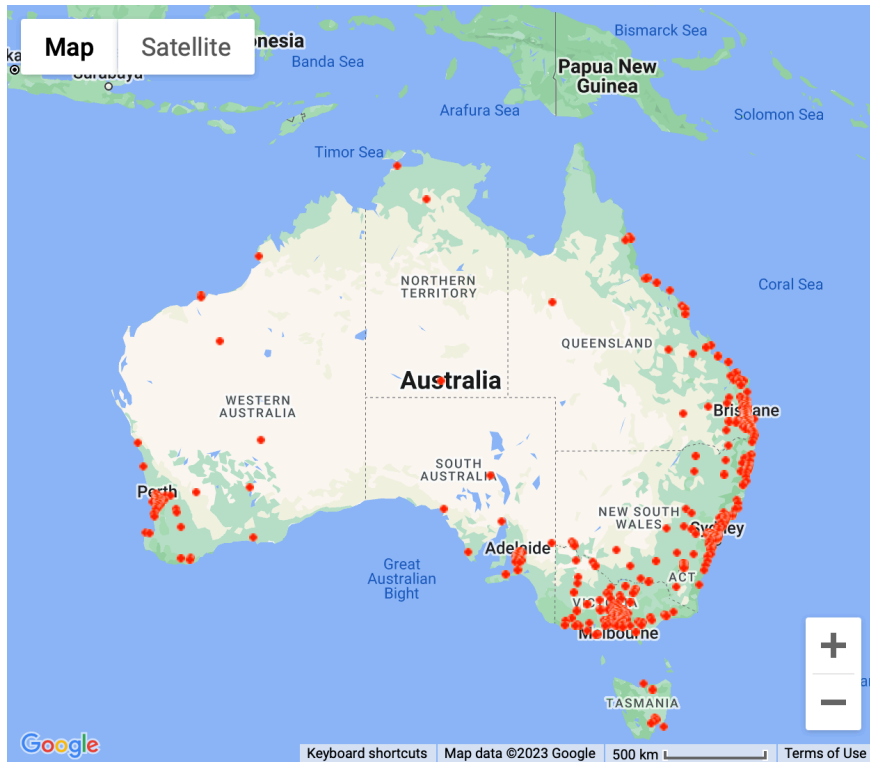 Map
Satellite
nesia
Surabaya
Banda Sea
Bismarck Sea
Papua New
Guinea
Arafura Sea
Solomon Sea
Timor Sea
Coral Sea
NORTHERN
TERRITORY
QUEENSLAND
Australia
WESTERN
AUSTRALIA
Brisbane
SOUTH
AUSTRALIA
Perth
NEW SOUTH
WALES
Sydney
Adelaide
Great
Australian
Bight
ACT
VICTORIA
Melbourne
TASMANIA
Google
Keyboard shortcuts
Map data ©2023 Google
500 km
Terms of Use